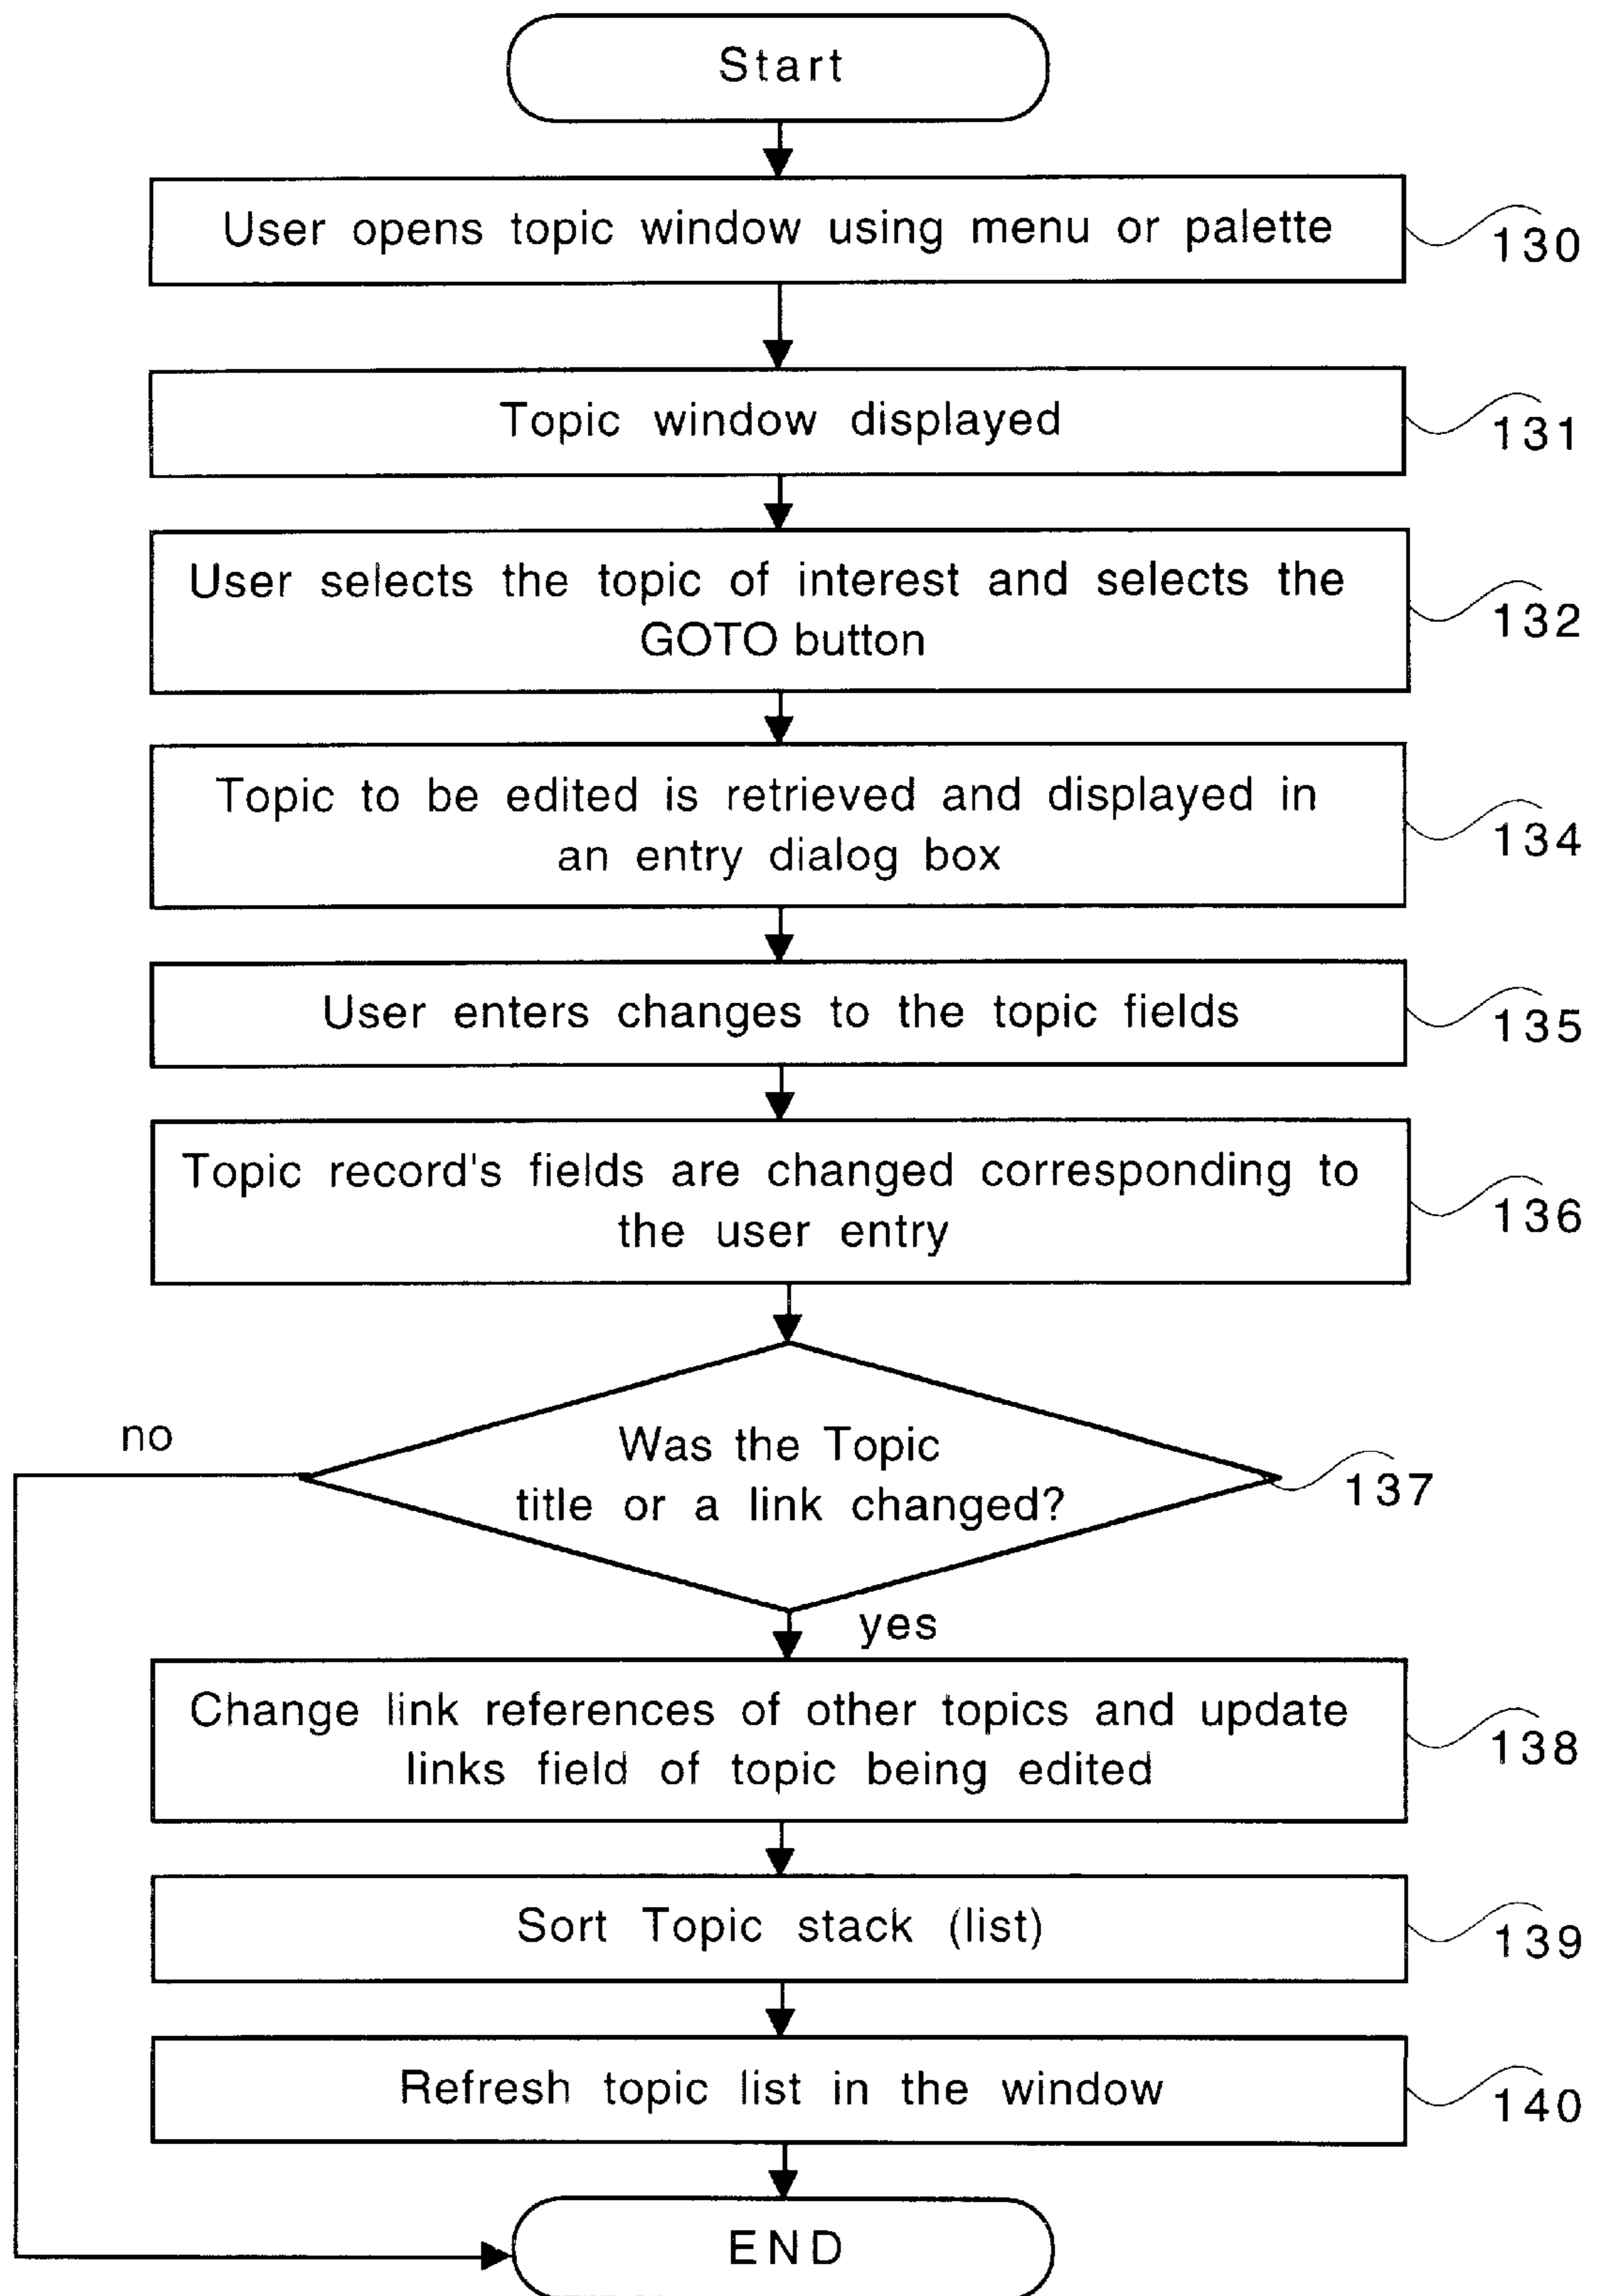 Start
User opens topic window using menu or palette
130
Topic window displayed
131
User selects the topic of interest and selects the
GOTO button
132
Topic to be edited is retrieved and displayed in
an entry dialog box
134
User enters changes to the topic fields
135
Topic record's fields are changed corresponding to
the user entry
136
no
Was the Topic
title or a link changed?
137
yes
Change link references of other topics and update
links field of topic being edited
138
Sort Topic stack (list)
139
Refresh topic list in the window
140
END